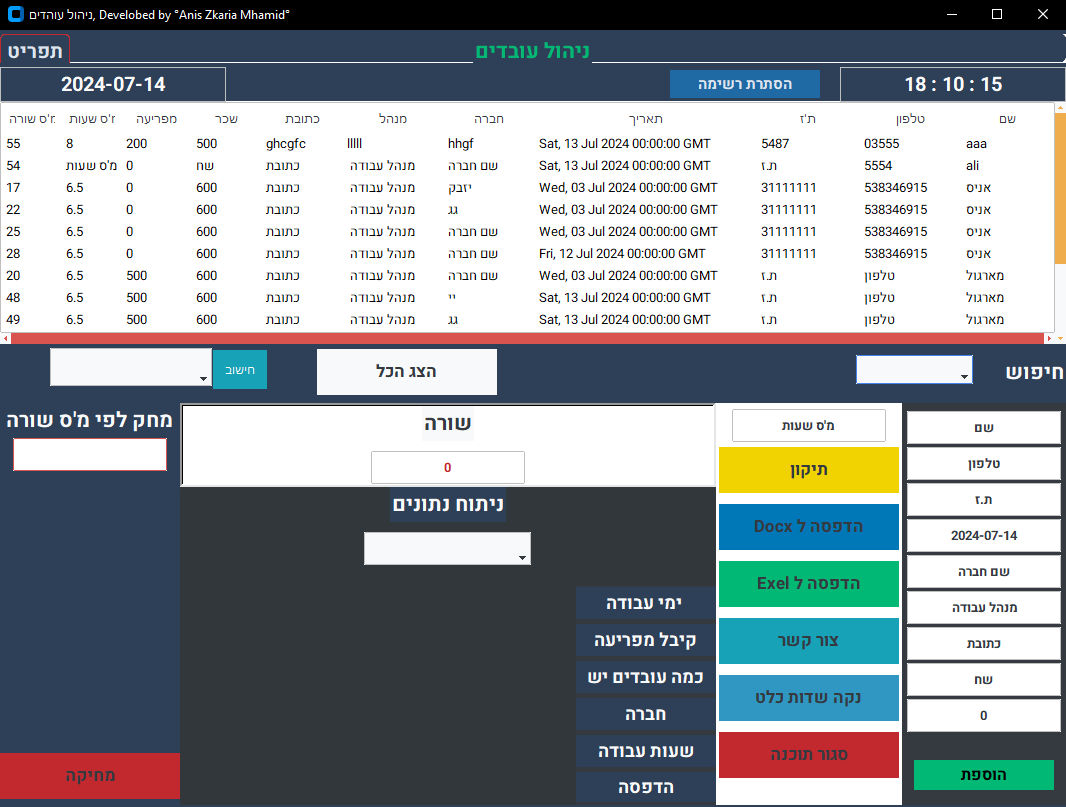 ניהול עוהדים, Develobed by °Anis Zkaria Mhamid°
תפריט
ניהול עובדים
2024-07-14
הסתרת רשימה
18 : 10 : 15
מ'ס שורה מ'ס שעות מפריעה שכר כתובת מנהל חברה תאריך ת'ז טלפון שם
55 8 200 500 ghcgfc lllll hhgf Sat, 13 Jul 2024 00:00:00 GMT 5487 03555 aaa
54 מ'ס שעות 0 שח כתובת מנהל עבודה שם חברה Sat, 13 Jul 2024 00:00:00 GMT ת.ז 5554 ali
17 6.5 0 600 כתובת מנהל עבודה יזבק Wed, 03 Jul 2024 00:00:00 GMT 31111111 538346915 אניס
22 6.5 0 600 כתובת מנהל עבודה גג Wed, 03 Jul 2024 00:00:00 GMT 31111111 538346915 אניס
25 6.5 0 600 כתובת מנהל עבודה שם חברה Wed, 03 Jul 2024 00:00:00 GMT 31111111 538346915 אניס
28 6.5 0 600 כתובת מנהל עבודה שם חברה Fri, 12 Jul 2024 00:00:00 GMT 31111111 538346915 אניס
20 6.5 500 600 כתובת מנהל עבודה שם חברה Wed, 03 Jul 2024 00:00:00 GMT ת.ז טלפון מארגול
48 6.5 500 600 כתובת מנהל עבודה יי Sat, 13 Jul 2024 00:00:00 GMT ת.ז טלפון מארגול
49 6.5 500 600 כתובת מנהל עבודה גג Sat, 13 Jul 2024 00:00:00 GMT ת.ז טלפון מארגול
חישוב
הצג הכל
חיפוש
מחק לפי מ'ס שורה
מחיקה
שורה
0
ניתוח נתונים
ימי עבודה
קיבל מפריעה
כמה עובדים יש
חברה
שעות עבודה
הדפסה
מ'ס שעות
תיקון
הדפסה ל Docx
הדפסה ל Exel
צור קשר
נקה שדות כלט
סגור תוכנה
שם
טלפון
ת.ז
2024-07-14
שם חברה
מנהל עבודה
כתובת
שח
0
הוספת